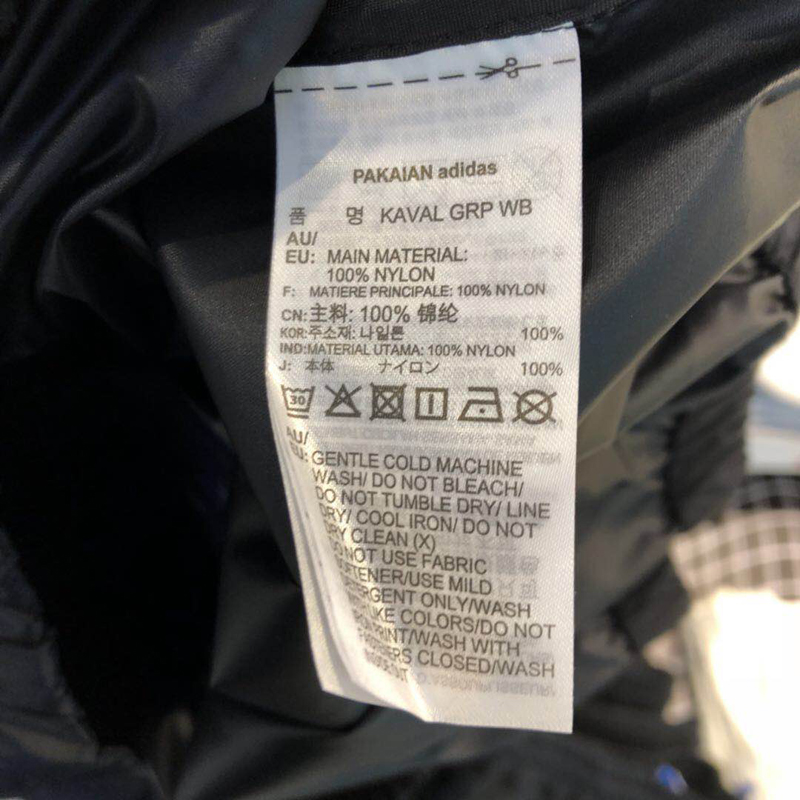 PAKAIAN adidas
品 명 KAVAL GRP WB
AU/
EU: MAIN MATERIAL:
100% NYLON
F: MATIERE PRINCIPALE: 100% NYLON
CN: 主料: 100% 锦纶
KOR: 주소재: 나일론 100%
IND: MATERIAL UTAMA: 100% NYLON
J: 本体 ナイロン 100%
30
AU/
EU: GENTLE COLD MACHINE
WASH/ DO NOT BLEACH/
DO NOT TUMBLE DRY/ LINE
DRY/ COOL IRON/ DO NOT
DRY CLEAN (X)
DO NOT USE FABRIC
SOFTENER/USE MILD
DETERGENT ONLY/WASH
LIKE COLORS/DO NOT
PRINT/WASH WITH
CLOSED/WASH